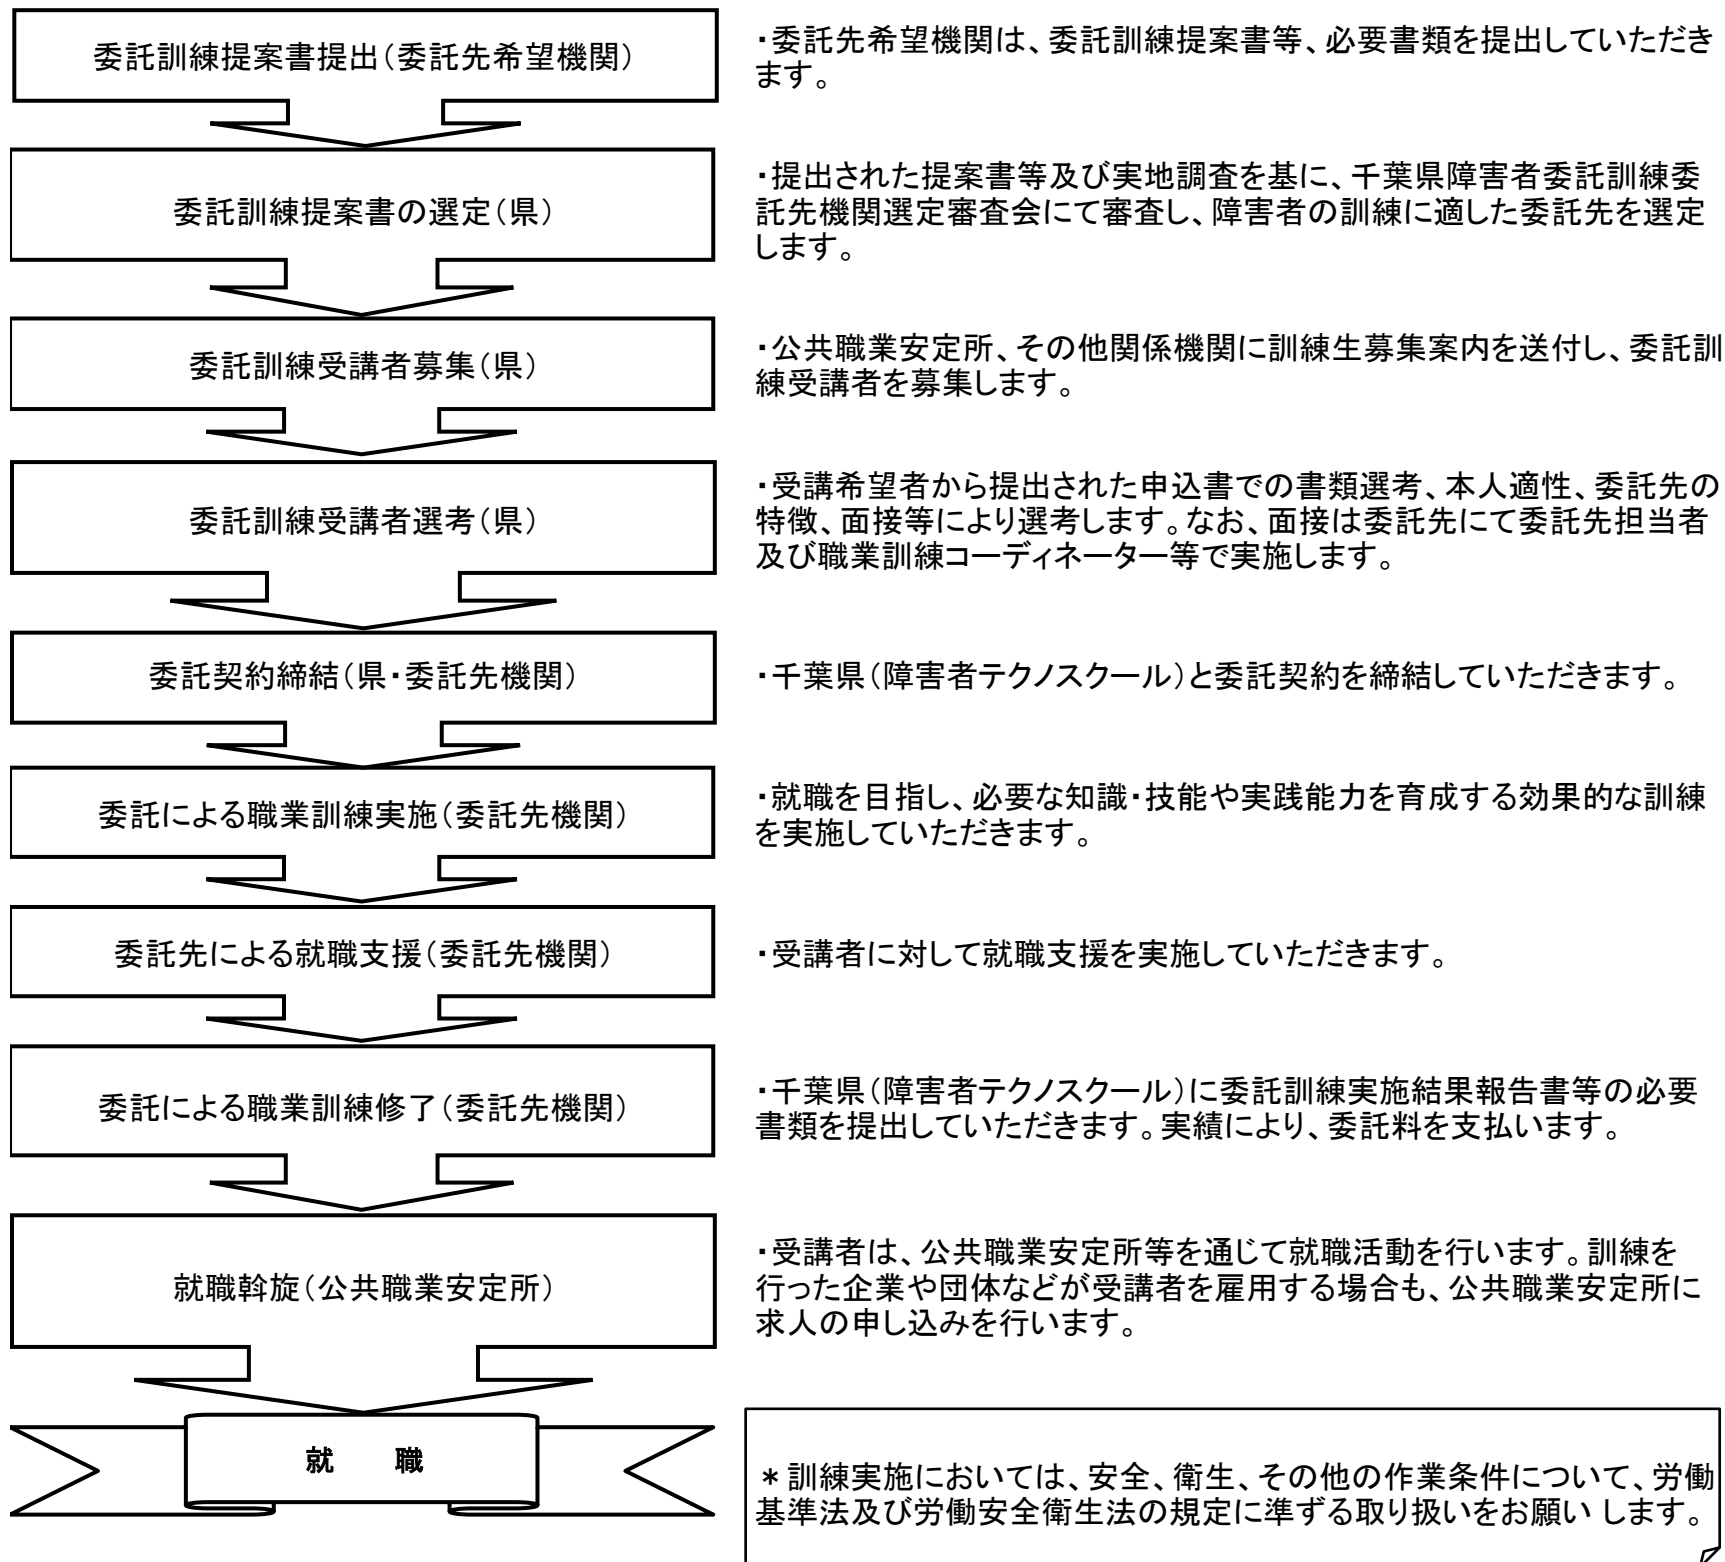 委託訓練提案書提出(委託先希望機関)
・委託先希望機関は、委託訓練提案書等、必要書類を提出していただき
ます。
委託訓練提案書の選定(県)
・提出された提案書等及び実地調査を基に、千葉県障害者委託訓練委
託先機関選定審査会にて審査し、障害者の訓練に適した委託先を選定
します。
委託訓練受講者募集(県)
・公共職業安定所、その他関係機関に訓練生募集案内を送付し、委託訓
練受講者を募集します。
委託訓練受講者選考(県)
・受講希望者から提出された申込書での書類選考、本人適性、委託先の
特徴、面接等により選考します。なお、面接は委託先にて委託先担当者
及び職業訓練コーディネーター等で実施します。
委託契約締結(県・委託先機関)
・千葉県(障害者テクノスクール)と委託契約を締結していただきます。
委託による職業訓練実施(委託先機関)
・就職を目指し、必要な知識・技能や実践能力を育成する効果的な訓練
を実施していただきます。
委託先による就職支援(委託先機関)
・受講者に対して就職支援を実施していただきます。
委託による職業訓練修了(委託先機関)
・千葉県(障害者テクノスクール)に委託訓練実施結果報告書等の必要
書類を提出していただきます。実績により、委託料を支払います。
就職斡旋(公共職業安定所)
・受講者は、公共職業安定所等を通じて就職活動を行います。訓練を
行った企業や団体などが受講者を雇用する場合も、公共職業安定所に
求人の申し込みを行います。
就 職
*訓練実施においては、安全、衛生、その他の作業条件について、労働
基準法及び労働安全衛生法の規定に準ずる取り扱いをお願い します。